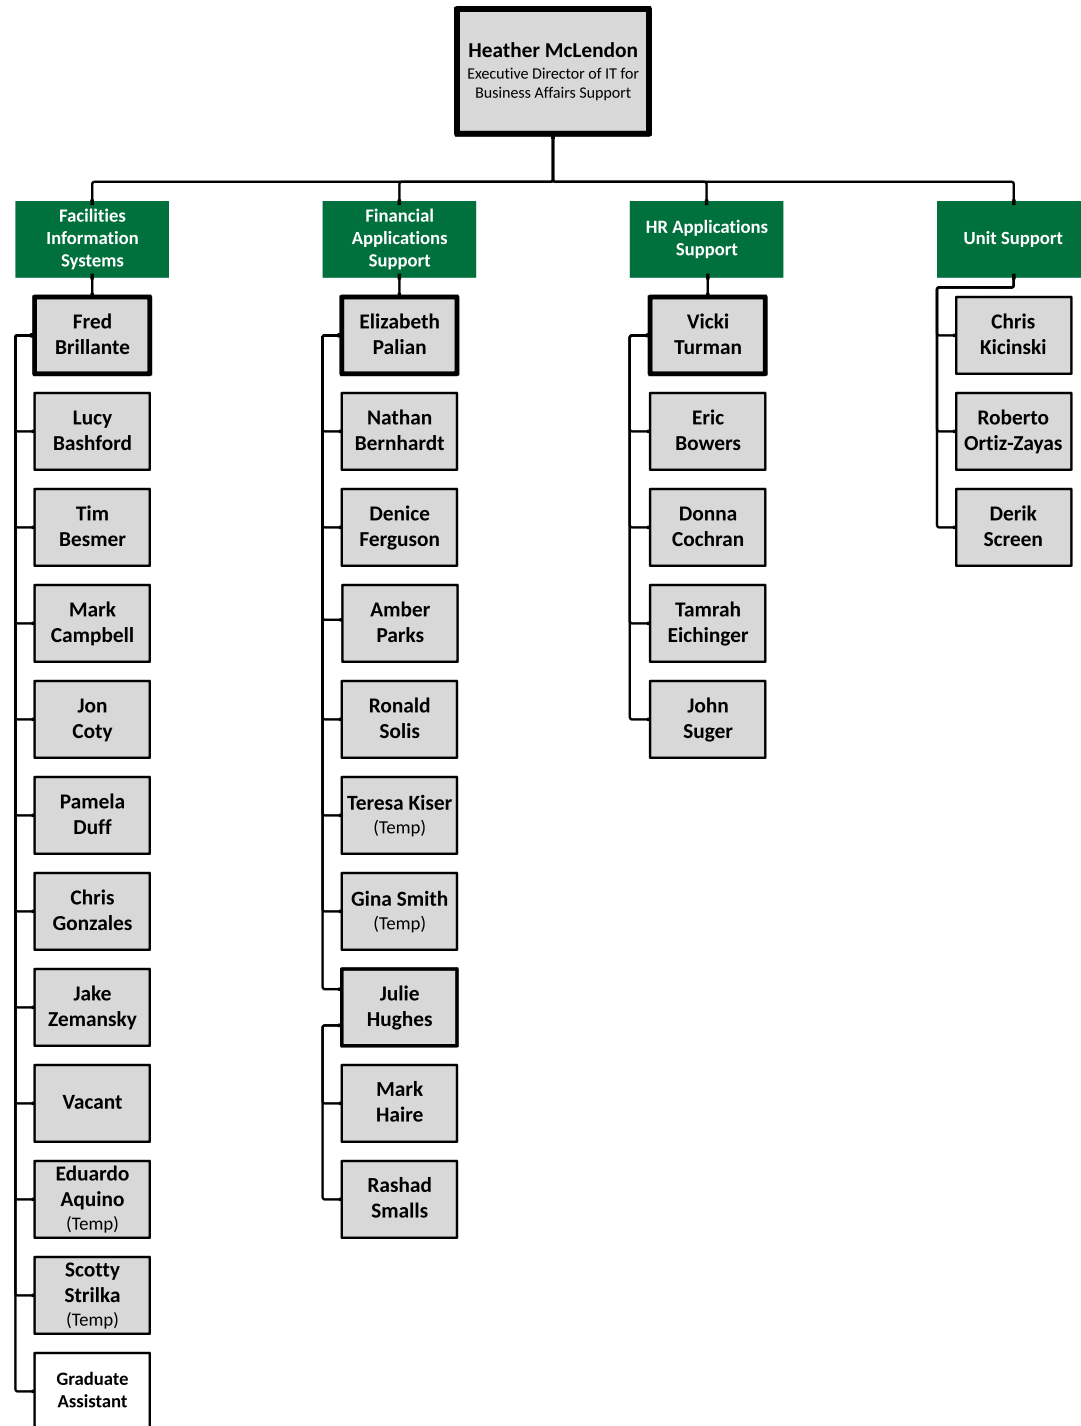 Heather McLendon
Executive Director of IT for
Business Affairs Support
Facilities
Information
Systems
Fred
Brillante
Lucy
Bashford
Tim
Besmer
Mark
Campbell
Jon
Coty
Pamela
Duff
Chris
Gonzales
Jake
Zemansky
Vacant
Eduardo
Aquino
(Temp)
Scotty
Strilka
(Temp)
Graduate
Assistant
Financial
Applications
Support
Elizabeth
Palian
Nathan
Bernhardt
Denice
Ferguson
Amber
Parks
Ronald
Solis
Teresa Kiser
(Temp)
Gina Smith
(Temp)
Julie
Hughes
Mark
Haire
Rashad
Smalls
HR Applications
Support
Vicki
Turman
Eric
Bowers
Donna
Cochran
Tamrah
Eichinger
John
Suger
Unit Support
Chris
Kicinski
Roberto
Ortiz-Zayas
Derik
Screen